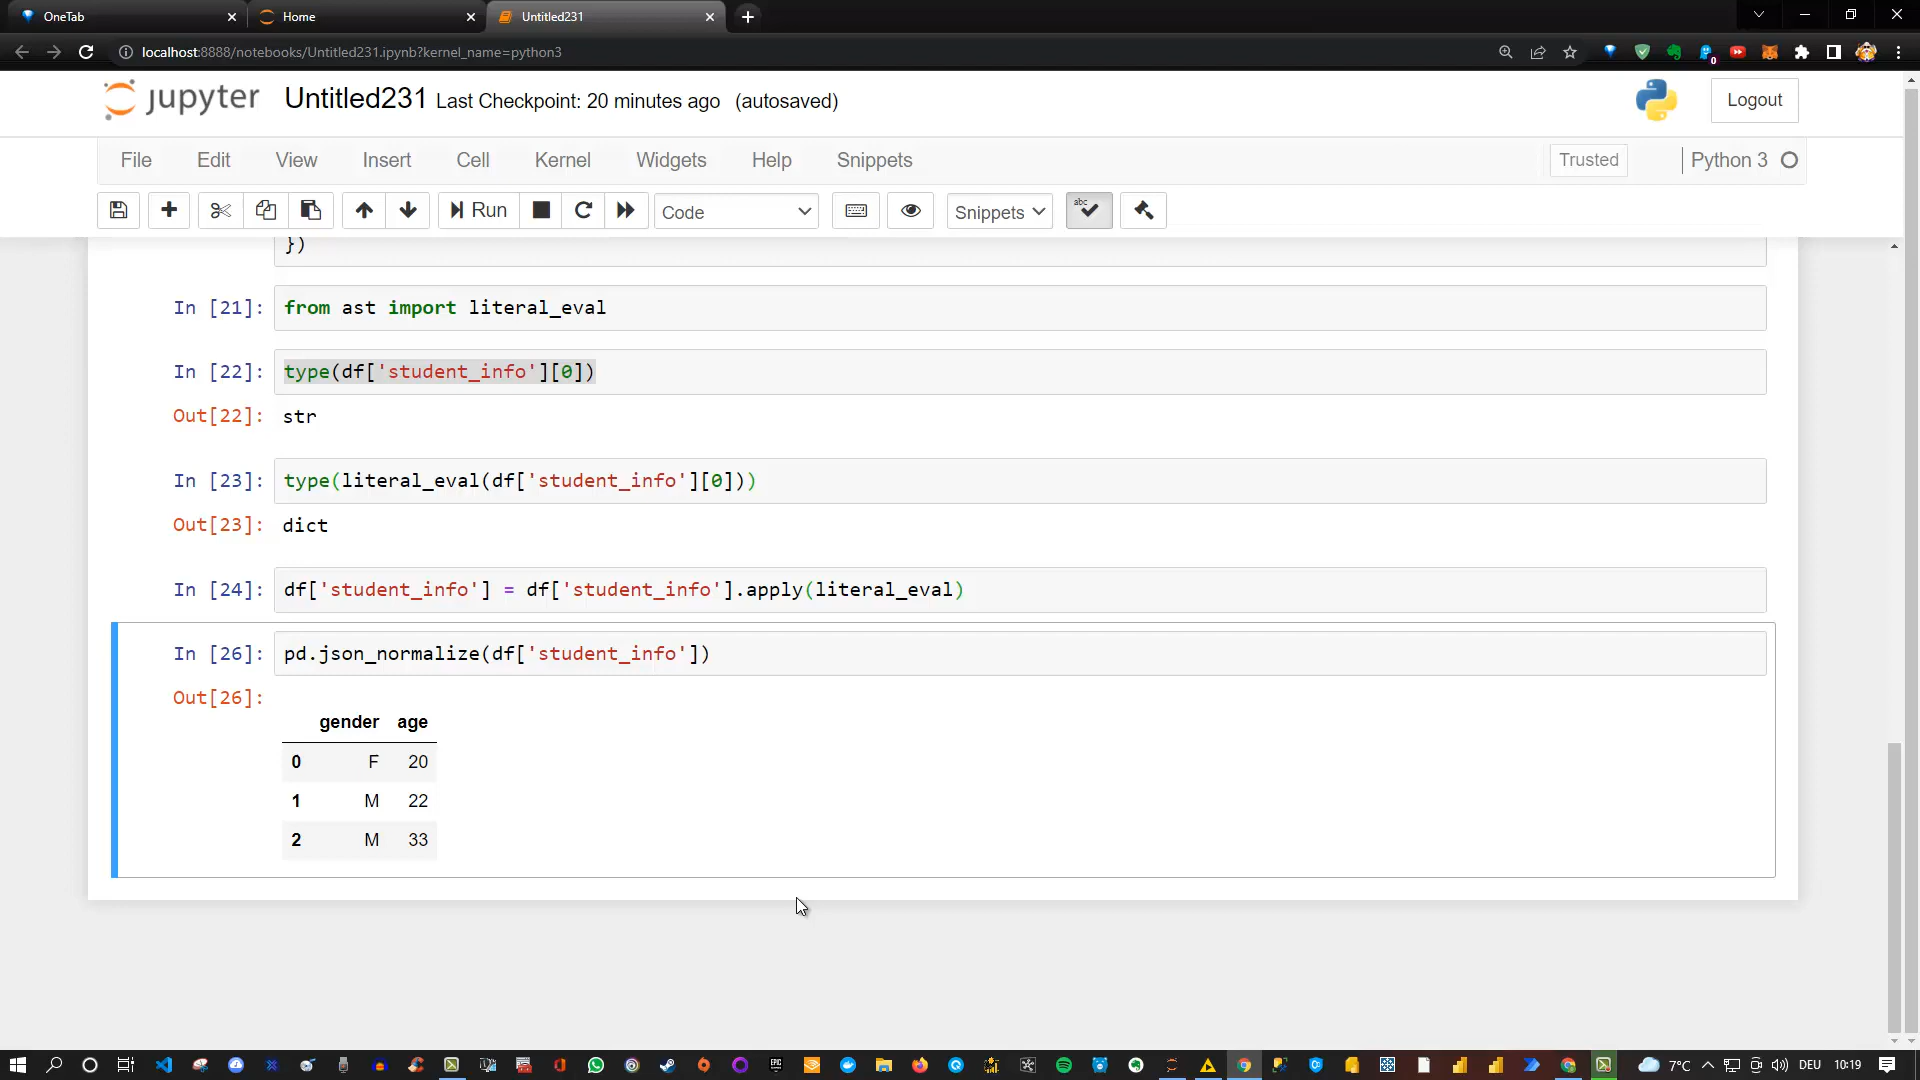 OneTab
Home
Untitled231
localhost:8888/notebooks/Untitled231.ipynb?kernel_name=python3
0
jupyter Untitled231 Last Checkpoint: 20 minutes ago (autosaved)
Logout
File Edit View Insert Cell Kernel Widgets Help Snippets
Trusted
Python 3
Run
Code
Snippets
abc
})
In [21]: from ast import literal_eval
In [22]: type(df['student_info'][0])
Out[22]: str
In [23]: type(literal_eval(df['student_info'][0]))
Out[23]: dict
In [24]: df['student_info'] = df['student_info'].apply(literal_eval)
In [26]: pd.json_normalize(df['student_info'])
Out[26]:
gender age
0 F 20
1 M 22
2 M 33
7°C DEU 10:19